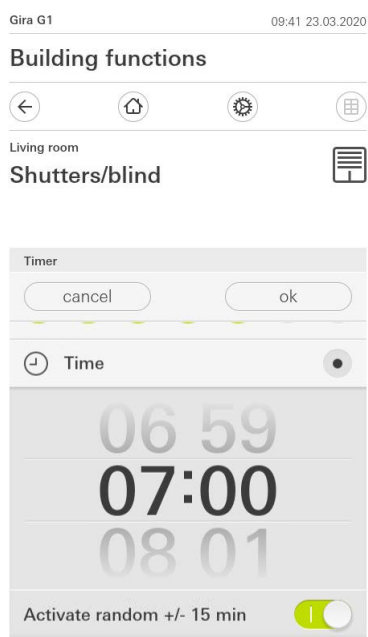 Gira G1 09:41 23.03.2020
Building functions
Living room
Shutters/blind
Timer
cancel ok
Time
06 59
07:00
08 01
Activate random +/- 15 min